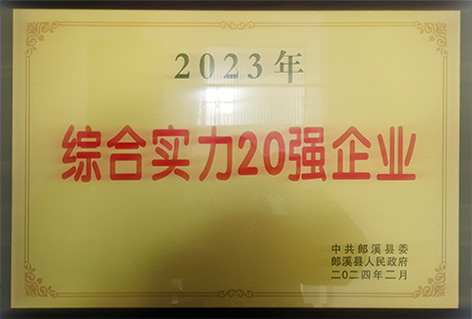 2023年
综合实力20强企业
中共郎溪县委
郎溪县人民政府
二〇二四年二月